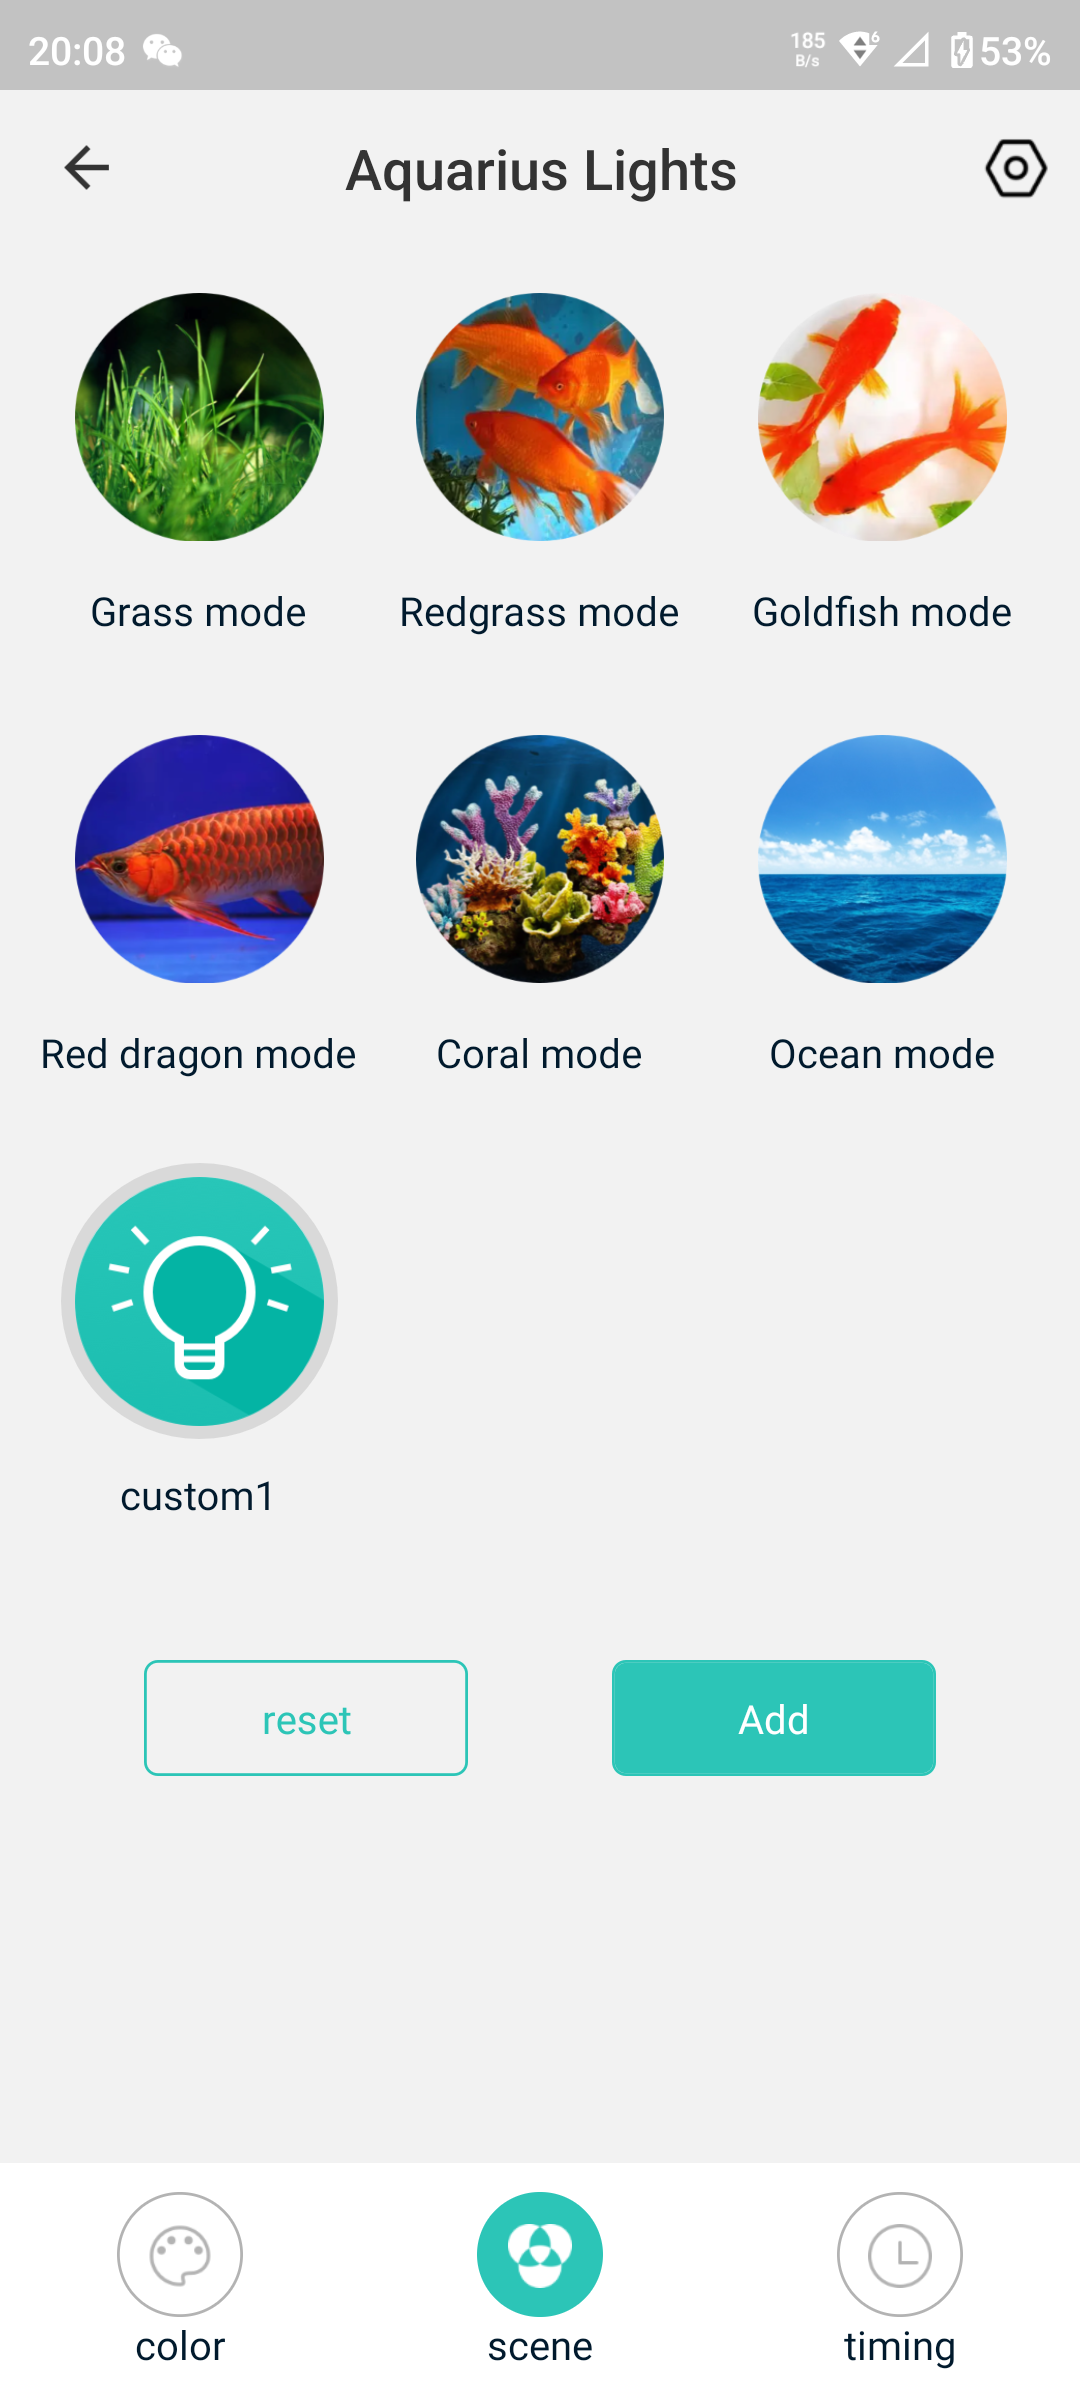 20:08
185
B/s
6
53%
Aquarius Lights
Grass mode
Redgrass mode
Goldfish mode
Red dragon mode
Coral mode
Ocean mode
custom1
reset
Add
color
scene
timing